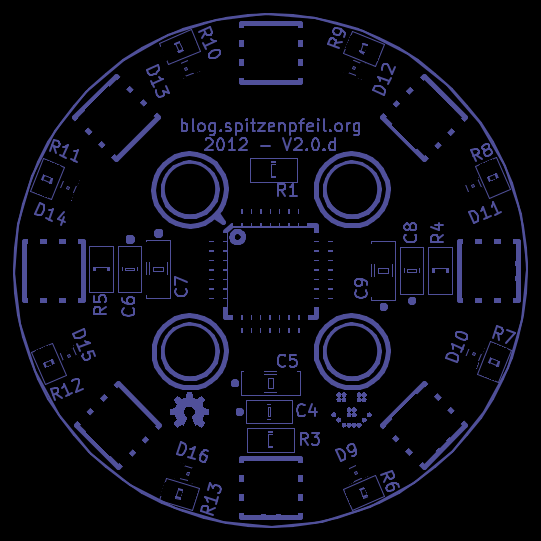 R10
R9
D13
D12
blog.spitzenpfeil.org
2012 - V2.0.d
R11
R8
R1
D14
D11
C8
R4
C7
C9
R5
C6
D15
D10
R7
C5
R12
C4
R3
D16
D9
R13
R6